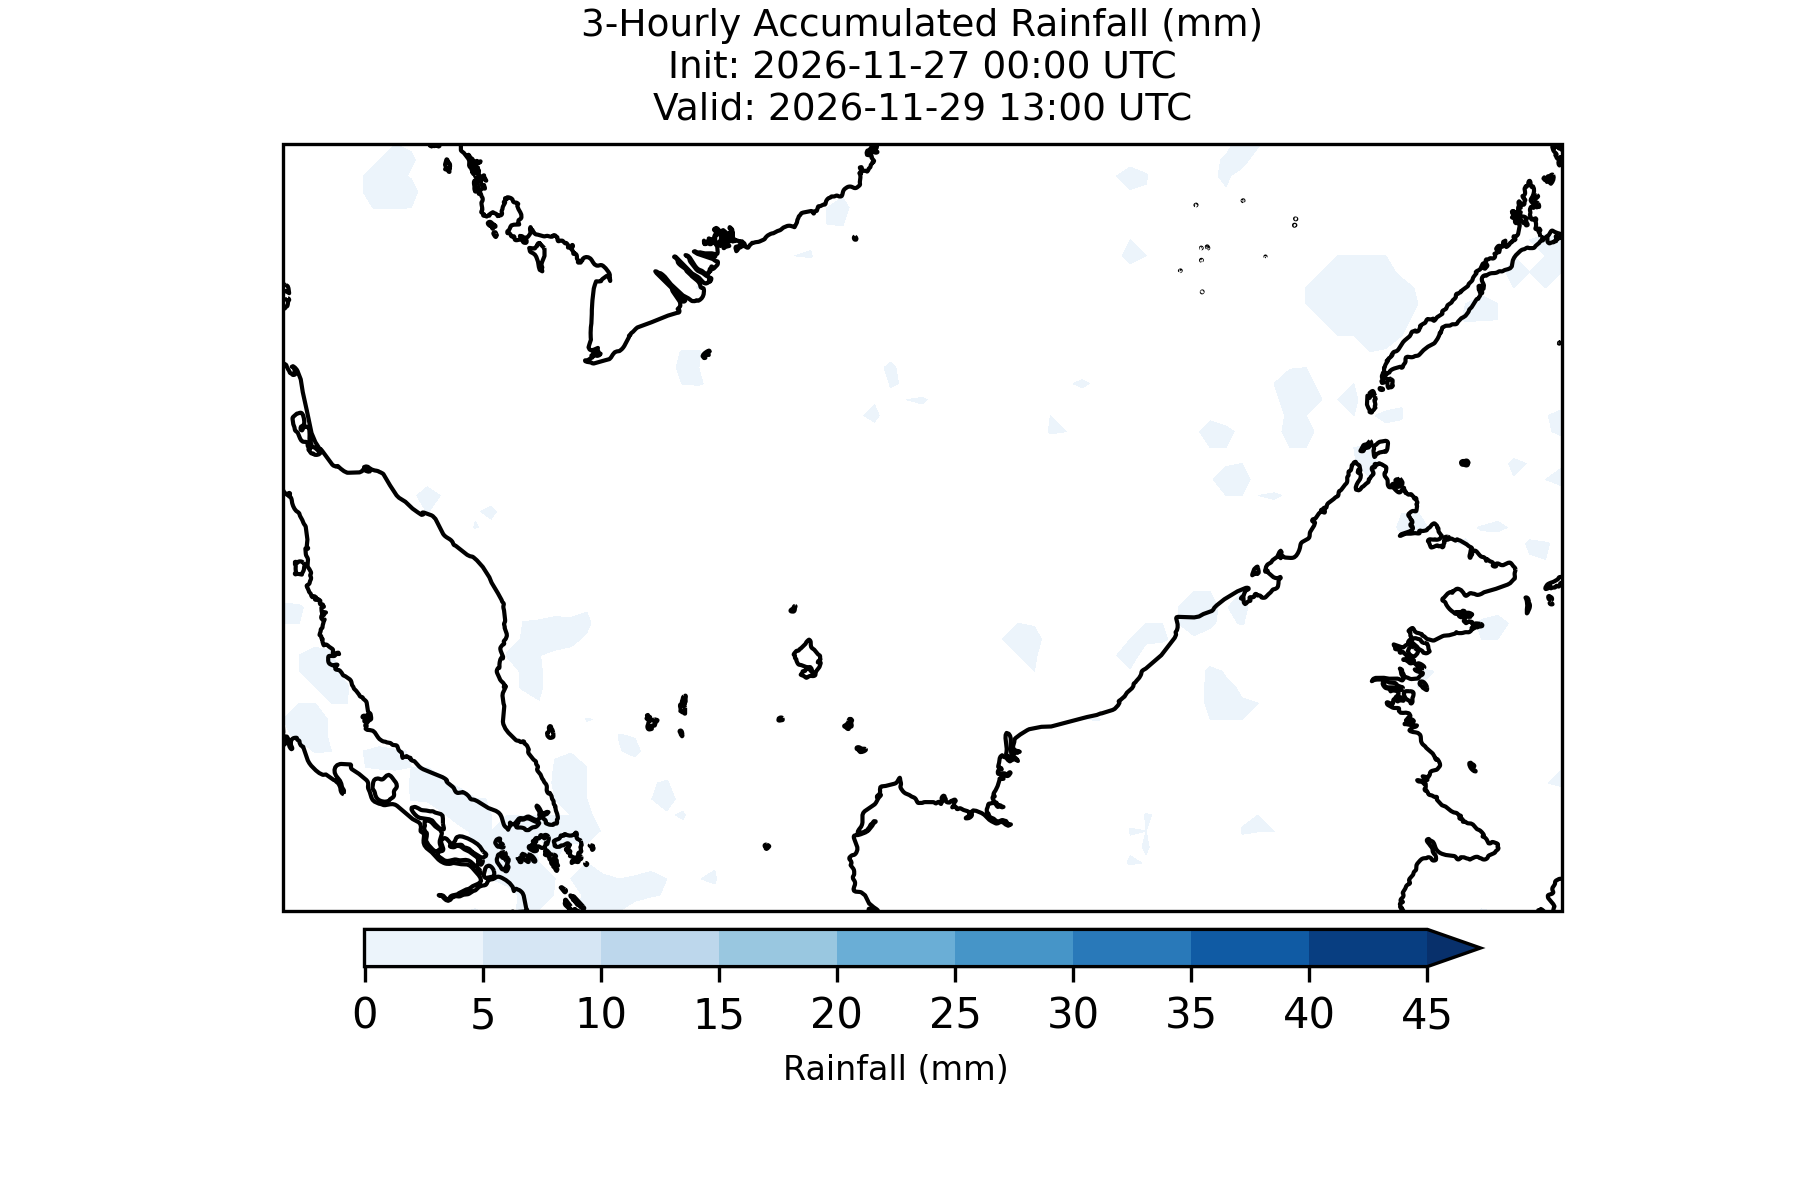 3-Hourly Accumulated Rainfall (mm)
Init: 2026-11-27 00:00 UTC
Valid: 2026-11-29 13:00 UTC
0 5 10 15 20 25 30 35 40 45
Rainfall (mm)